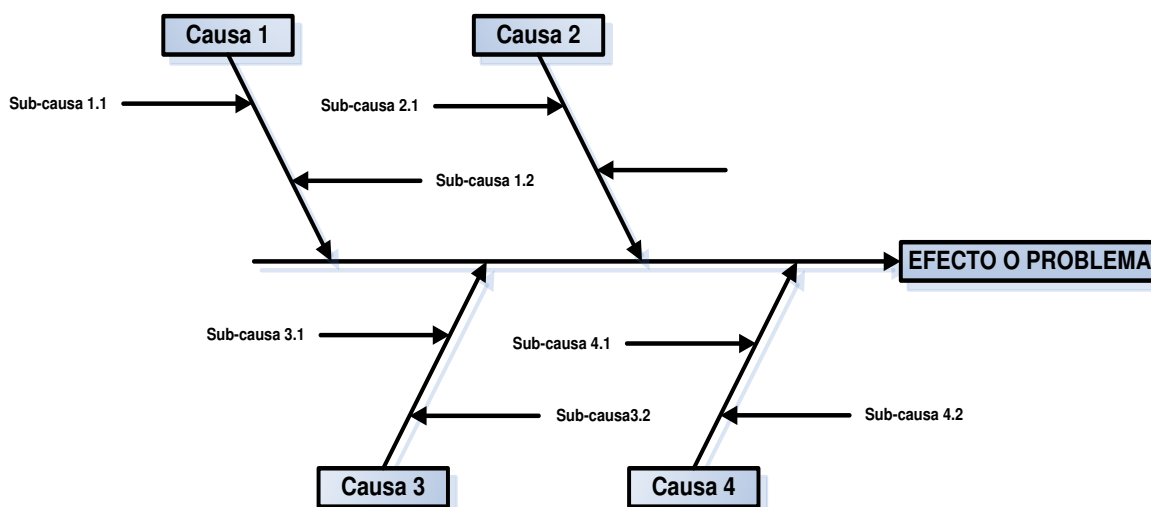 Causa 1
Causa 2
Sub-causa 1.1
Sub-causa 2.1
Sub-causa 1.2
EFECTO O PROBLEMA
Sub-causa 3.1
Sub-causa 4.1
Sub-causa3.2
Sub-causa 4.2
Causa 3
Causa 4